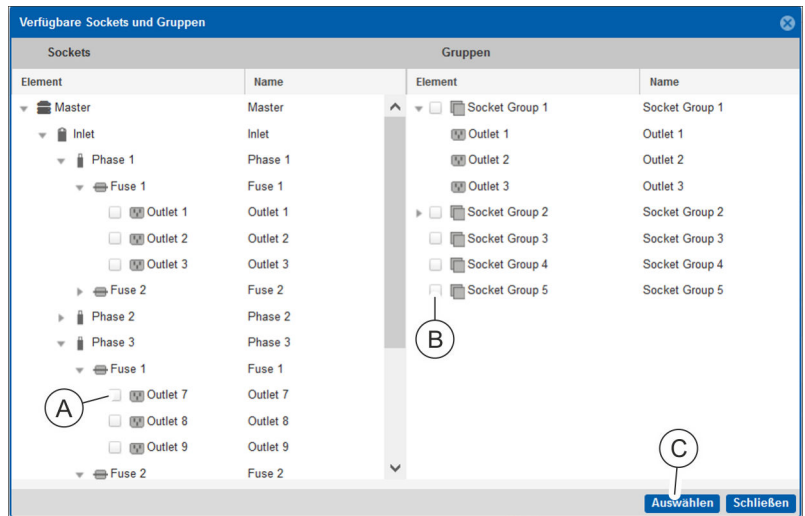 Verfügbare Sockets und Gruppen
Sockets
Gruppen
Element Name
Element Name
Master Master
Inlet Inlet
Phase 1 Phase 1
Fuse 1 Fuse 1
Outlet 1 Outlet 1
Outlet 2 Outlet 2
Outlet 3 Outlet 3
Fuse 2 Fuse 2
Phase 2 Phase 2
Phase 3 Phase 3
Fuse 1 Fuse 1
A
Outlet 7 Outlet 7
Outlet 8 Outlet 8
Outlet 9 Outlet 9
Fuse 2 Fuse 2
Socket Group 1 Socket Group 1
Outlet 1 Outlet 1
Outlet 2 Outlet 2
Outlet 3 Outlet 3
Socket Group 2 Socket Group 2
Socket Group 3 Socket Group 3
Socket Group 4 Socket Group 4
Socket Group 5 Socket Group 5
B
C
Auswählen Schließen